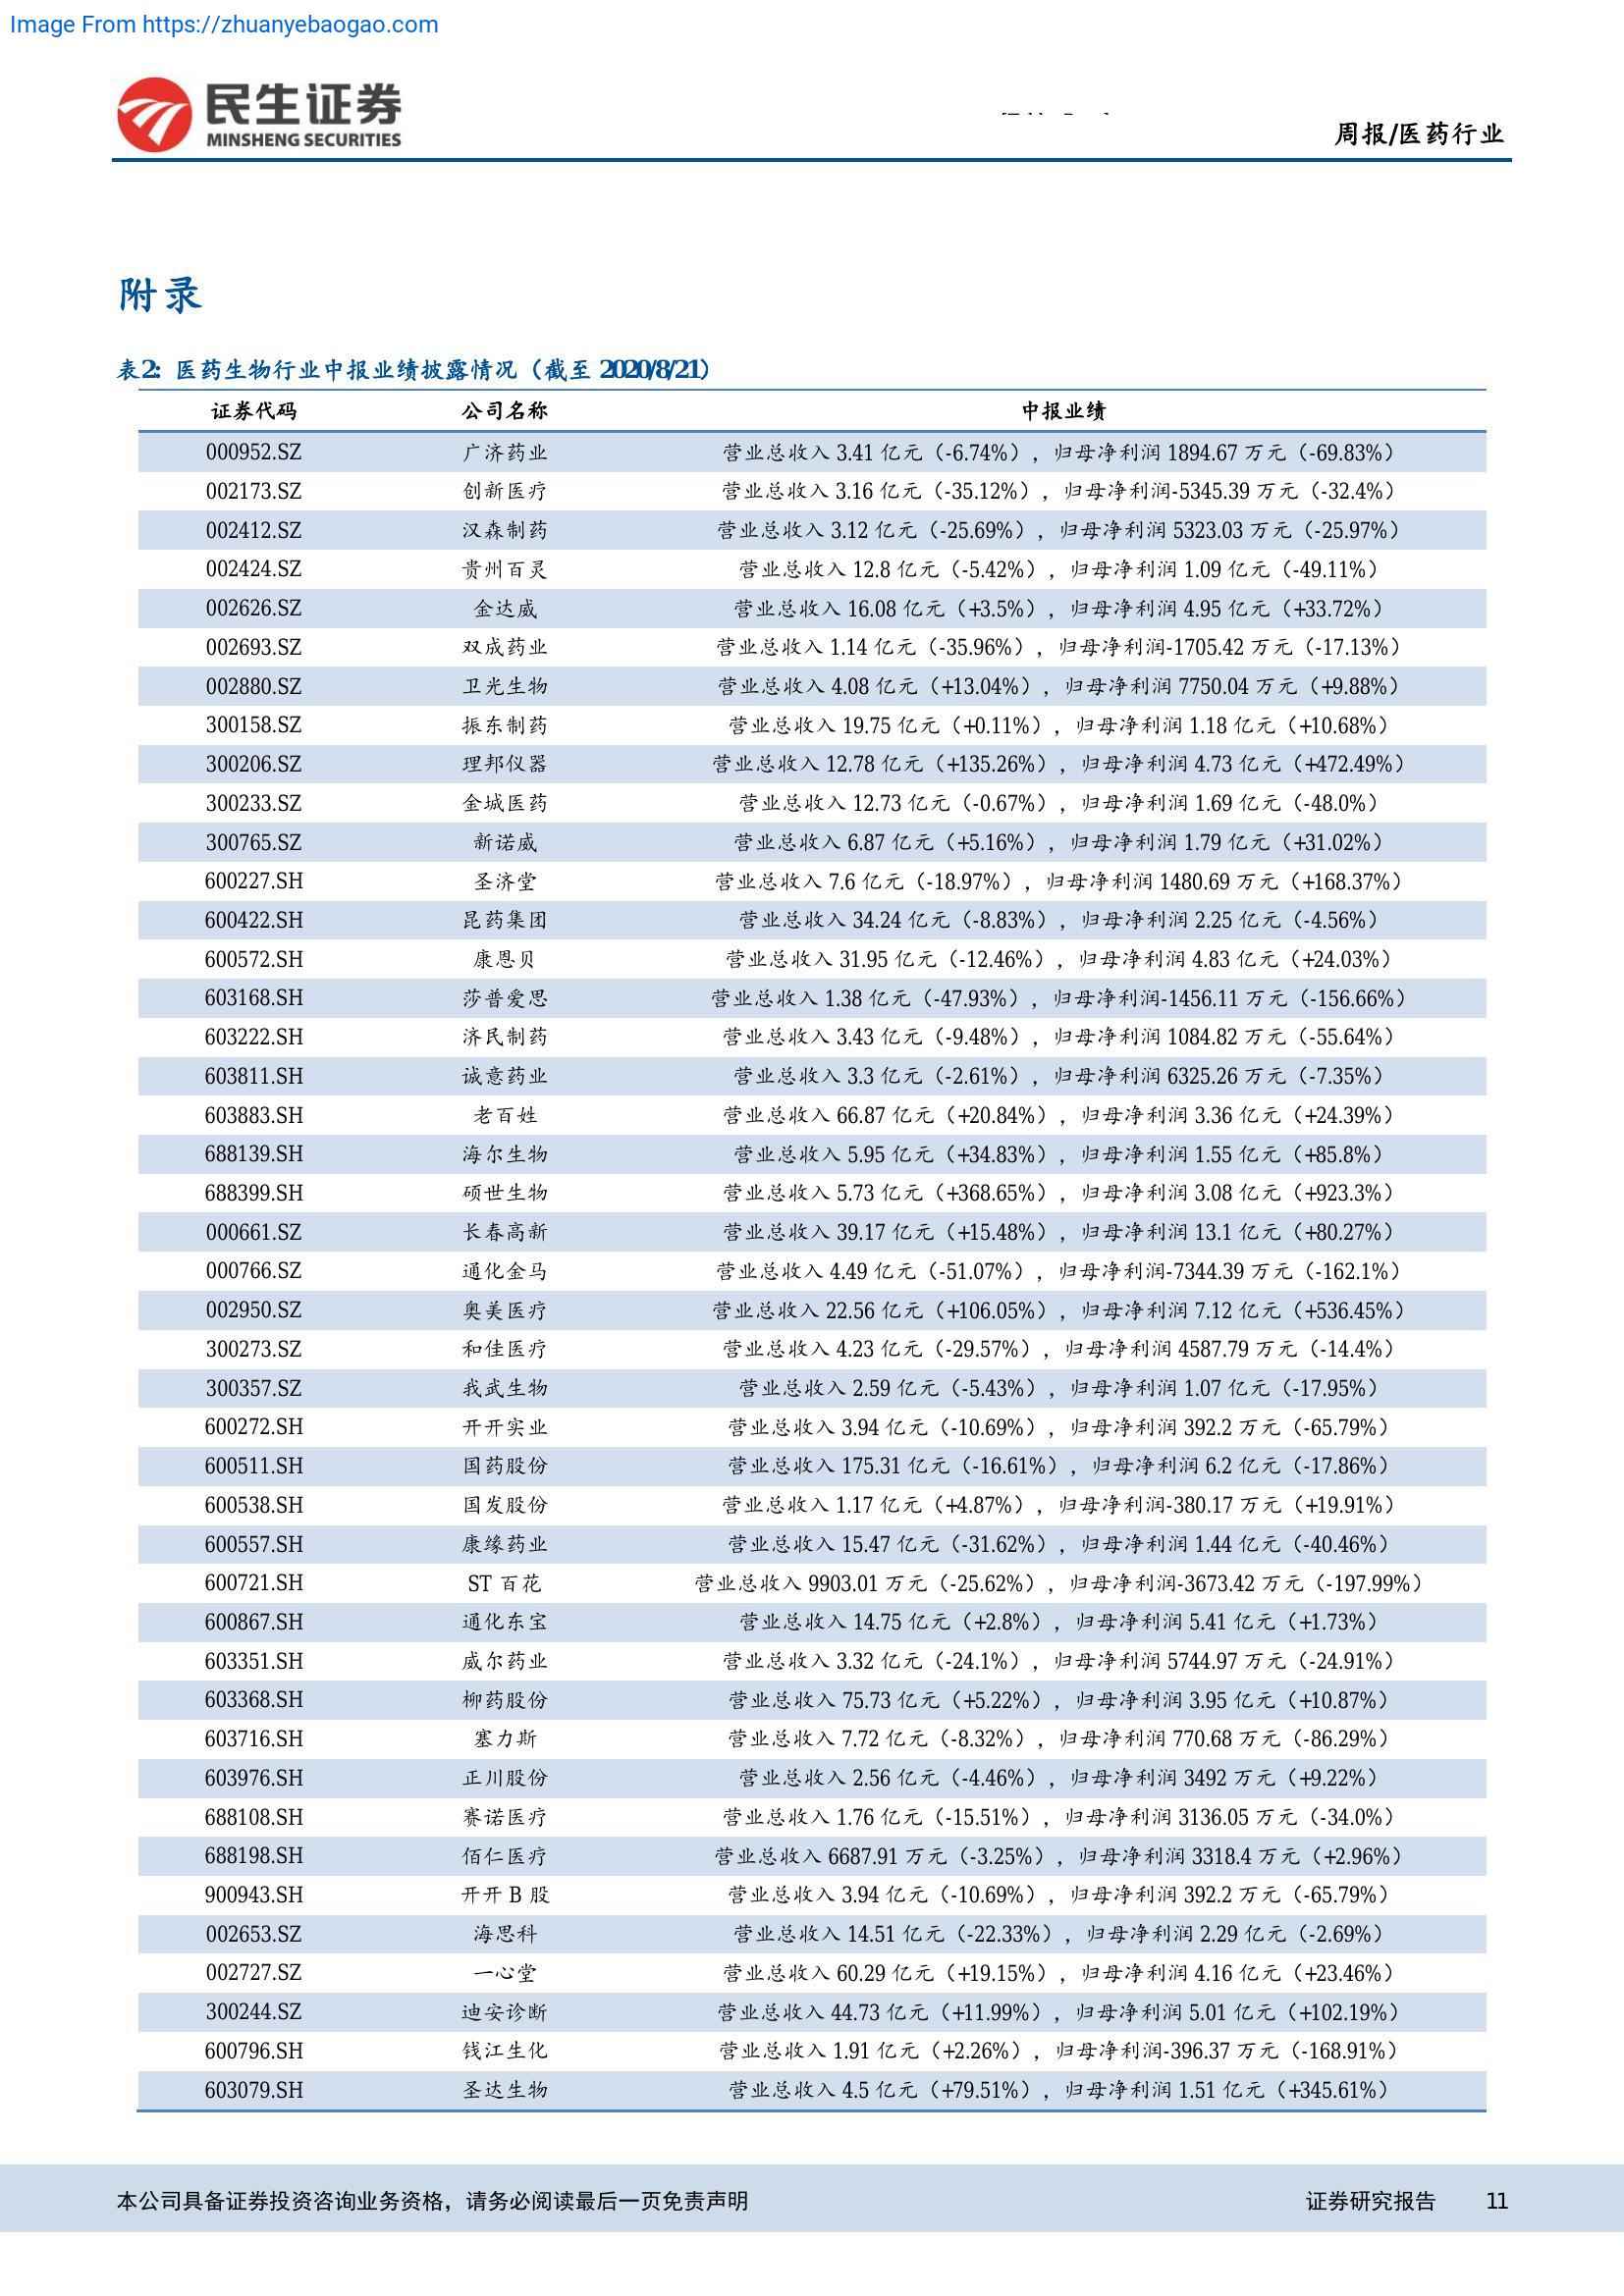 Image From https://zhuanyebaogao.com
民生证券
MINSHENG SECURITIES
周报/医药行业
附录
表2: 医药生物行业中报业绩披露情况（截至 2020/8/21）
证券代码 公司名称 中报业绩
000952.SZ 广济药业 营业总收入 3.41 亿元（-6.74%），归母净利润 1894.67 万元（-69.83%）
002173.SZ 创新医疗 营业总收入 3.16 亿元（-35.12%），归母净利润-5345.39 万元（-32.4%）
002412.SZ 汉森制药 营业总收入 3.12 亿元（-25.69%），归母净利润 5323.03 万元（-25.97%）
002424.SZ 贵州百灵 营业总收入 12.8 亿元（-5.42%），归母净利润 1.09 亿元（-49.11%）
002626.SZ 金达威 营业总收入 16.08 亿元（+3.5%），归母净利润 4.95 亿元（+33.72%）
002693.SZ 双成药业 营业总收入 1.14 亿元（-35.96%），归母净利润-1705.42 万元（-17.13%）
002880.SZ 卫光生物 营业总收入 4.08 亿元（+13.04%），归母净利润 7750.04 万元（+9.88%）
300158.SZ 振东制药 营业总收入 19.75 亿元（+0.11%），归母净利润 1.18 亿元（+10.68%）
300206.SZ 理邦仪器 营业总收入 12.78 亿元（+135.26%），归母净利润 4.73 亿元（+472.49%）
300233.SZ 金城医药 营业总收入 12.73 亿元（-0.67%），归母净利润 1.69 亿元（-48.0%）
300765.SZ 新诺威 营业总收入 6.87 亿元（+5.16%），归母净利润 1.79 亿元（+31.02%）
600227.SH 圣济堂 营业总收入 7.6 亿元（-18.97%），归母净利润 1480.69 万元（+168.37%）
600422.SH 昆药集团 营业总收入 34.24 亿元（-8.83%），归母净利润 2.25 亿元（-4.56%）
600572.SH 康恩贝 营业总收入 31.95 亿元（-12.46%），归母净利润 4.83 亿元（+24.03%）
603168.SH 莎普爱思 营业总收入 1.38 亿元（-47.93%），归母净利润-1456.11 万元（-156.66%）
603222.SH 济民制药 营业总收入 3.43 亿元（-9.48%），归母净利润 1084.82 万元（-55.64%）
603811.SH 诚意药业 营业总收入 3.3 亿元（-2.61%），归母净利润 6325.26 万元（-7.35%）
603883.SH 老百姓 营业总收入 66.87 亿元（+20.84%），归母净利润 3.36 亿元（+24.39%）
688139.SH 海尔生物 营业总收入 5.95 亿元（+34.83%），归母净利润 1.55 亿元（+85.8%）
688399.SH 硕世生物 营业总收入 5.73 亿元（+368.65%），归母净利润 3.08 亿元（+923.3%）
000661.SZ 长春高新 营业总收入 39.17 亿元（+15.48%），归母净利润 13.1 亿元（+80.27%）
000766.SZ 通化金马 营业总收入 4.49 亿元（-51.07%），归母净利润-7344.39 万元（-162.1%）
002950.SZ 奥美医疗 营业总收入 22.56 亿元（+106.05%），归母净利润 7.12 亿元（+536.45%）
300273.SZ 和佳医疗 营业总收入 4.23 亿元（-29.57%），归母净利润 4587.79 万元（-14.4%）
300357.SZ 我武生物 营业总收入 2.59 亿元（-5.43%），归母净利润 1.07 亿元（-17.95%）
600272.SH 开开实业 营业总收入 3.94 亿元（-10.69%），归母净利润 392.2 万元（-65.79%）
600511.SH 国药股份 营业总收入 175.31 亿元（-16.61%），归母净利润 6.2 亿元（-17.86%）
600538.SH 国发股份 营业总收入 1.17 亿元（+4.87%），归母净利润-380.17 万元（+19.91%）
600557.SH 康缘药业 营业总收入 15.47 亿元（-31.62%），归母净利润 1.44 亿元（-40.46%）
600721.SH ST 百花 营业总收入 9903.01 万元（-25.62%），归母净利润-3673.42 万元（-197.99%）
600867.SH 通化东宝 营业总收入 14.75 亿元（+2.8%），归母净利润 5.41 亿元（+1.73%）
603351.SH 威尔药业 营业总收入 3.32 亿元（-24.1%），归母净利润 5744.97 万元（-24.91%）
603368.SH 柳药股份 营业总收入 75.73 亿元（+5.22%），归母净利润 3.95 亿元（+10.87%）
603716.SH 塞力斯 营业总收入 7.72 亿元（-8.32%），归母净利润 770.68 万元（-86.29%）
603976.SH 正川股份 营业总收入 2.56 亿元（-4.46%），归母净利润 3492 万元（+9.22%）
688108.SH 赛诺医疗 营业总收入 1.76 亿元（-15.51%），归母净利润 3136.05 万元（-34.0%）
688198.SH 佰仁医疗 营业总收入 6687.91 万元（-3.25%），归母净利润 3318.4 万元（+2.96%）
900943.SH 开开 B 股 营业总收入 3.94 亿元（-10.69%），归母净利润 392.2 万元（-65.79%）
002653.SZ 海思科 营业总收入 14.51 亿元（-22.33%），归母净利润 2.29 亿元（-2.69%）
002727.SZ 一心堂 营业总收入 60.29 亿元（+19.15%），归母净利润 4.16 亿元（+23.46%）
300244.SZ 迪安诊断 营业总收入 44.73 亿元（+11.99%），归母净利润 5.01 亿元（+102.19%）
600796.SH 钱江生化 营业总收入 1.91 亿元（+2.26%），归母净利润-396.37 万元（-168.91%）
603079.SH 圣达生物 营业总收入 4.5 亿元（+79.51%），归母净利润 1.51 亿元（+345.61%）
本公司具备证券投资咨询业务资格，请务必阅读最后一页免责声明 证券研究报告 11